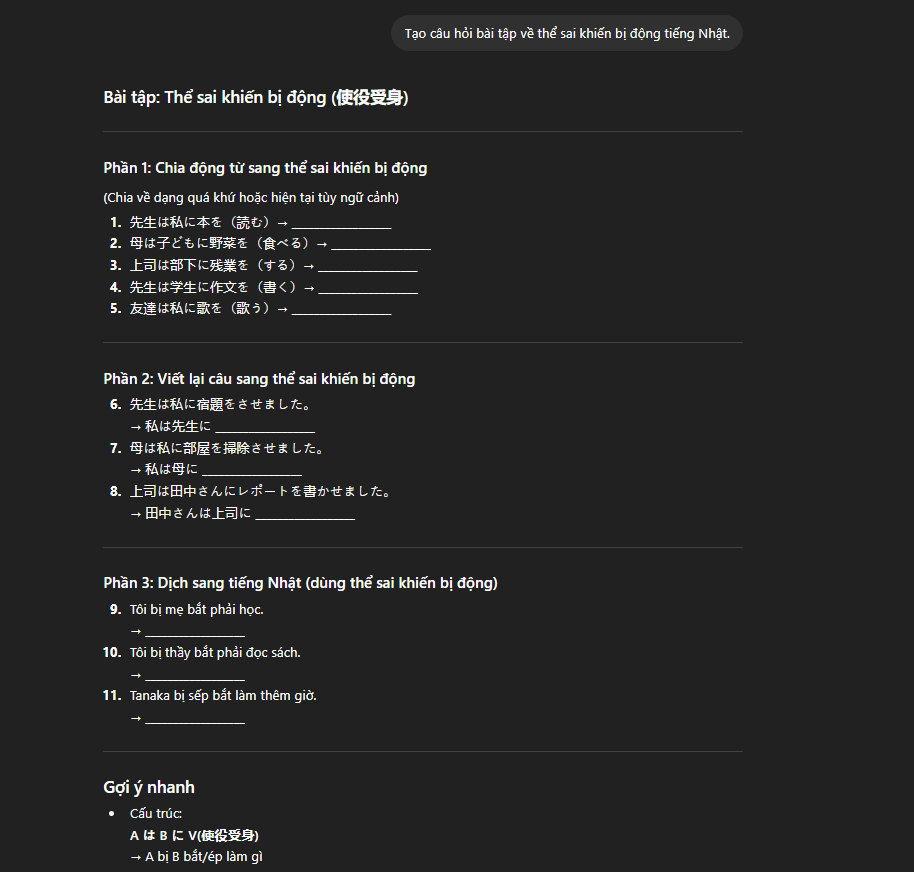 Tạo câu hỏi bài tập về thể sai khiến bị động tiếng Nhật.
Bài tập: Thể sai khiến bị động (使役受身)
Phần 1: Chia động từ sang thể sai khiến bị động
(Chia về dạng quá khứ hoặc hiện tại tùy ngữ cảnh)
1. 先生は私に本を（読む）→ _______________
2. 母は子どもに野菜を（食べる）→ _______________
3. 上司は部下に残業を（する）→ _______________
4. 先生は学生に作文を（書く）→ _______________
5. 友達は私に歌を（歌う）→ _______________
Phần 2: Viết lại câu sang thể sai khiến bị động
6. 先生は私に宿題をさせました。
→ 私は先生に _______________
7. 母は私に部屋を掃除させました。
→ 私は母に _______________
8. 上司は田中さんにレポートを書かせました。
→ 田中さんは上司に _______________
Phần 3: Dịch sang tiếng Nhật (dùng thể sai khiến bị động)
9. Tôi bị mẹ bắt phải học.
→ _______________
10. Tôi bị thầy bắt phải đọc sách.
→ _______________
11. Tanaka bị sếp bắt làm thêm giờ.
→ _______________
Gợi ý nhanh
• Cấu trúc:
A は B に V(使役受身)
→ A bị B bắt/ép làm gì